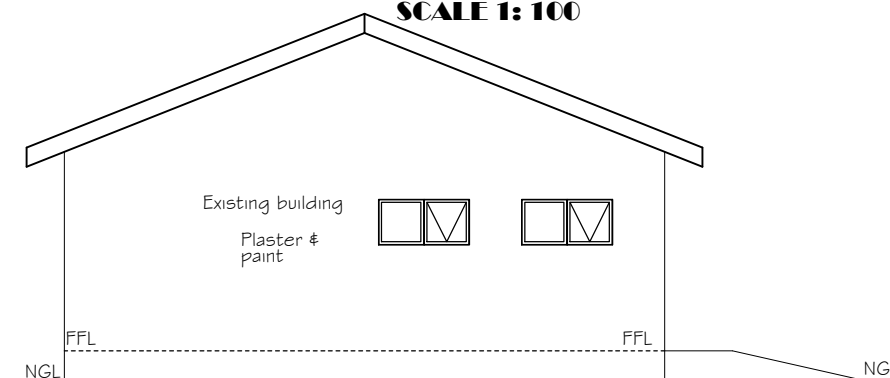 SCALE 1: 100
Existing building
Plaster &
paint
FFL
FFL
NGL
NG